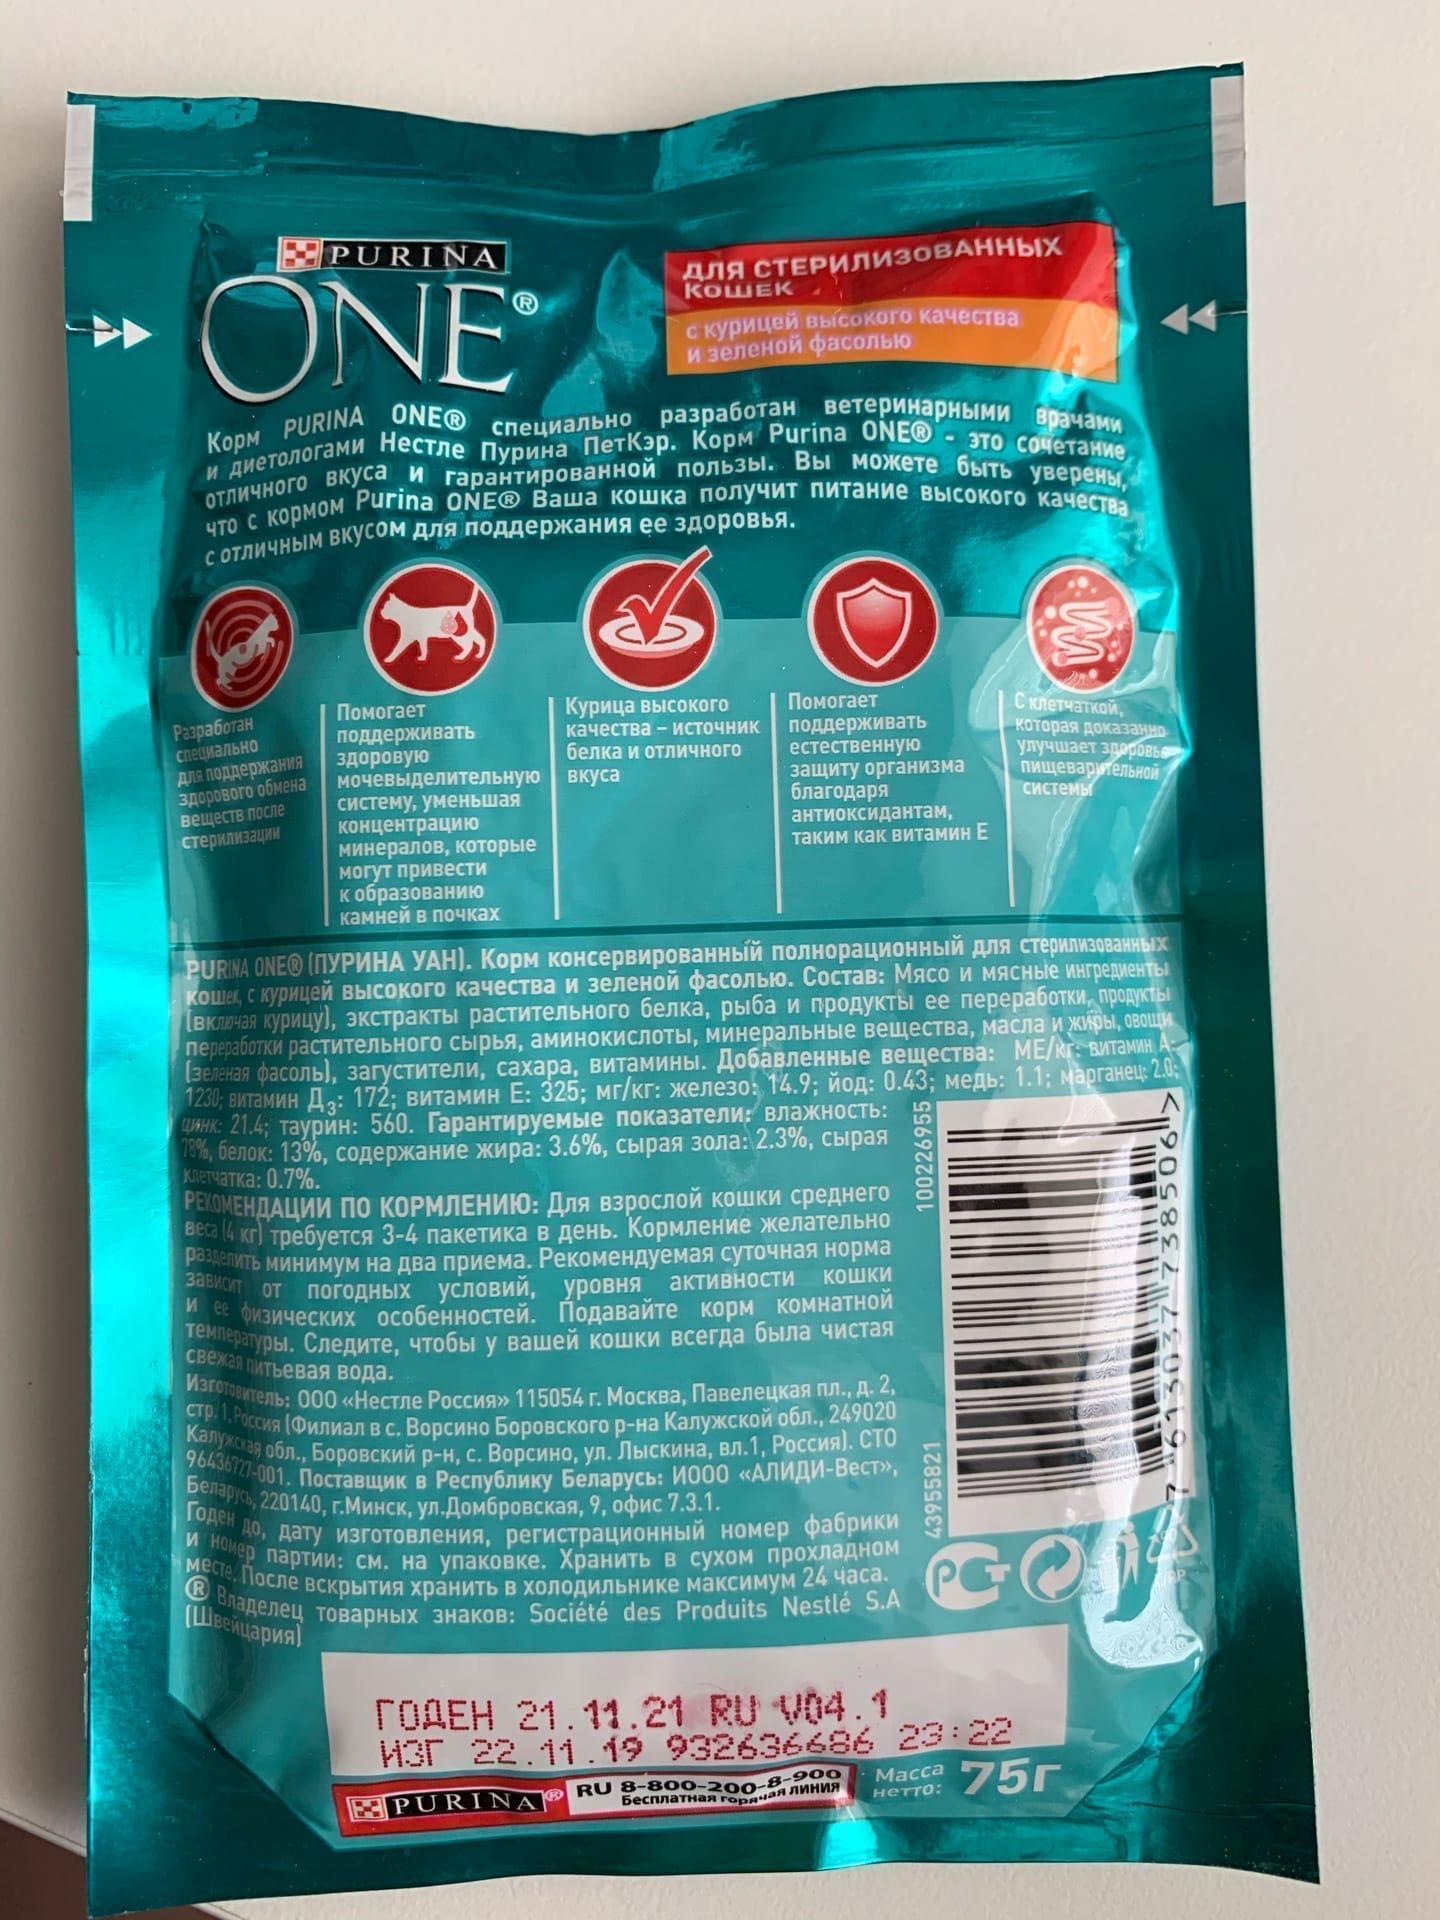 PURINA
ONE®
ДЛЯ СТЕРИЛИЗОВАННЫХ
КОШЕК
с курицей высокого качества
и зеленой фасолью
Корм PURINA ONE® специально разработан ветеринарными врачами
и диетологами Нестле Пурина ПетКэр. Корм Purina ONE® - это сочетание
отличного вкуса и гарантированной пользы. Вы можете быть уверены,
что с кормом Purina ONE® Ваша кошка получит питание высокого качества
с отличным вкусом для поддержания ее здоровья.
Разработан
специально
для поддержания
здорового обмена
веществ после
стерилизации
Помогает
поддерживать
здоровую
мочевыделительную
систему, уменьшая
концентрацию
минералов, которые
могут привести
к образованию
камней в почках
Курица высокого
качества – источник
белка и отличного
вкуса
Помогает
поддерживать
естественную
защиту организма
благодаря
антиоксидантам,
таким как витамин Е
С клетчаткой,
которая доказанно
улучшает здоровье
пищеварительной
системы
PURINA ONE® (ПУРИНА УАН). Корм консервированный полнорационный для стерилизованных
кошек, с курицей высокого качества и зеленой фасолью. Состав: Мясо и мясные ингредиенты
(включая курицу), экстракты растительного белка, рыба и продукты ее переработки, продукты
переработки растительного сырья, аминокислоты, минеральные вещества, масла и жиры, овощи
(зеленая фасоль), загустители, сахара, витамины. Добавленные вещества: МЕ/кг: витамин А:
1230; витамин Д3: 172; витамин Е: 325; мг/кг: железо: 14.9; йод: 0.43; медь: 1.1; марганец: 2.0;
цинк: 21.4; таурин: 560. Гарантируемые показатели: влажность:
78%, белок: 13%, содержание жира: 3.6%, сырая зола: 2.3%, сырая
клетчатка: 0.7%.
РЕКОМЕНДАЦИИ ПО КОРМЛЕНИЮ: Для взрослой кошки среднего
веса (4 кг) требуется 3-4 пакетика в день. Кормление желательно
разделить минимум на два приема. Рекомендуемая суточная норма
зависит от погодных условий, уровня активности кошки
и ее физических особенностей. Подавайте корм комнатной
температуры. Следите, чтобы у вашей кошки всегда была чистая
свежая питьевая вода.
Изготовитель: ООО «Нестле Россия» 115054 г. Москва, Павелецкая пл., д. 2,
стр. 1, Россия (Филиал в с. Ворсино Боровского р-на Калужской обл., 249020
Калужская обл., Боровский р-н, с. Ворсино, ул. Лыскина, вл.1, Россия). СТО
96436727-001. Поставщик в Республику Беларусь: ИООО «АЛИДИ-Вест»,
Беларусь, 220140, г.Минск, ул.Домбровская, 9, офис 7.3.1.
Годен до, дату изготовления, регистрационный номер фабрики
и номер партии: см. на упаковке. Хранить в сухом прохладном
месте. После вскрытия хранить в холодильнике максимум 24 часа.
® Владелец товарных знаков: Société des Produits Nestlé S.A
(Швейцария)
100226955
43955821
7 613037 738506 >
РСТ
ГОДЕН 21.11.21 RU V04.1
ИЗГ 22.11.19 932636686 23:22
PURINA®
RU 8-800-200-8-900
Бесплатная горячая линия
Масса
нетто: 75г